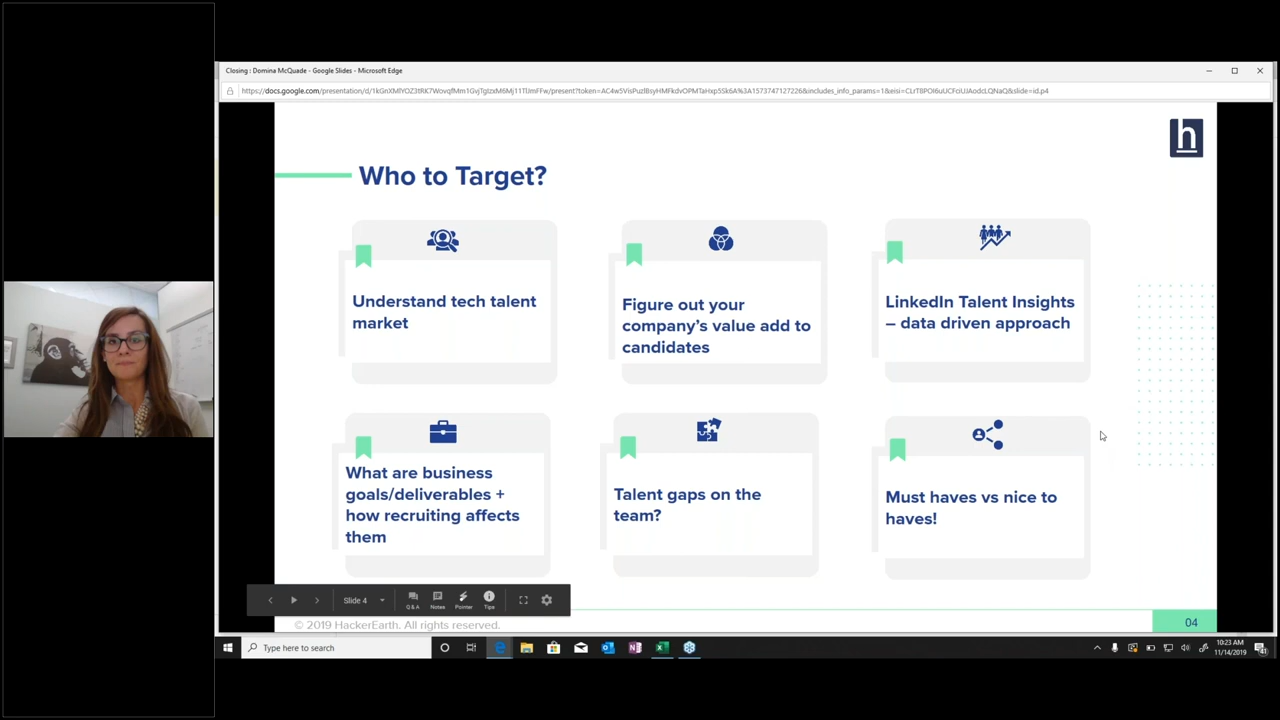 Closing : Domina McQuade - Google Slides - Microsoft Edge
h
Who to Target?
Understand tech talent
market
Figure out your
company's value add to
candidates
LinkedIn Talent Insights
– data driven approach
What are business
goals/deliverables +
how recruiting affects
them
Talent gaps on the
team?
Must haves vs nice to
haves!
Slide 4
Q & A
Notes
Pointer
Tips
© 2019 HackerEarth. All rights reserved.
04
Type here to search
10:23 AM
11/14/2019